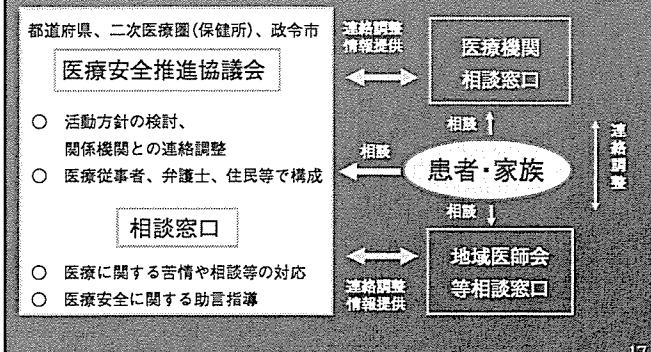 都道府県、二次医療圏(保健所)、政令市
医療安全推進協議会
○ 活動方針の検討、
関係機関との連絡調整
○ 医療従事者、弁護士、住民等で構成
相談窓口
○ 医療に関する苦情や相談等の対応
○ 医療安全に関する助言指導
連絡調整
情報提供
医療機関
相談窓口
相談
相談
患者・家族
連絡調整
相談
連絡調整
情報提供
地域医師会
等相談窓口
17